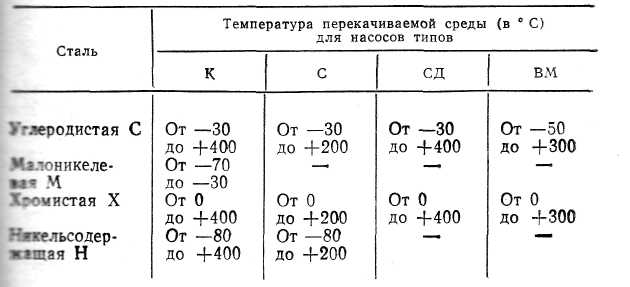 Сталь
Температура перекачиваемой среды (в ° С)
для насосов типов
К С СД ВМ
Углеродистая С От —30 От —30 От —30 От —50
до +400 до +200 до +400 до +300
Малоникеле- От —70 — — —
вая М до —30
Хромистая Х От 0 От 0 От 0 От 0
до +400 до +200 до +400 до +300
Никельсодер- От —80 От —80 — —
жащая Н до +400 до +200